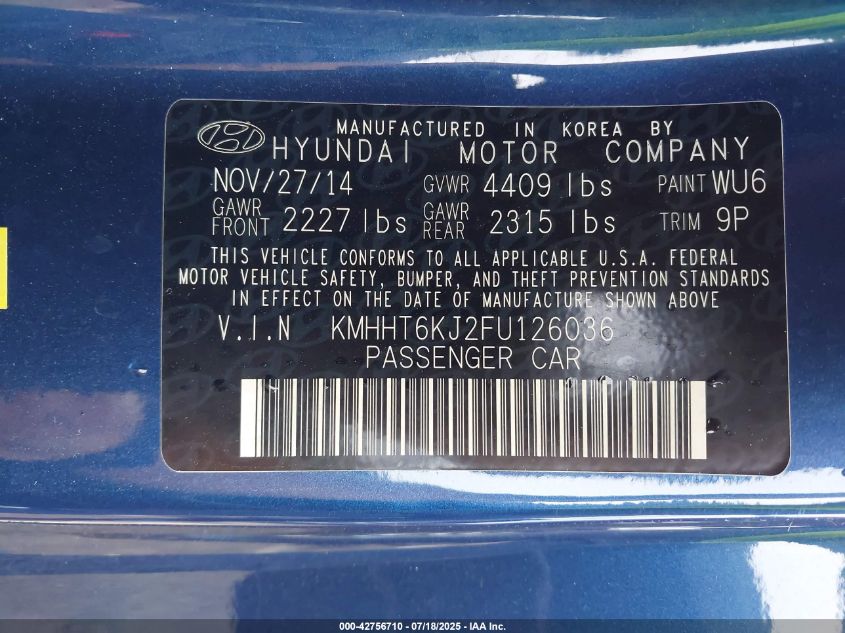 MANUFACTURED IN KOREA BY
HYUNDAI MOTOR COMPANY
NOV/27/14 GVWR 4409 lbs PAINT WU6
GAWR FRONT 2227 lbs GAWR REAR 2315 lbs TRIM 9P
THIS VEHICLE CONFORMS TO ALL APPLICABLE U.S.A. FEDERAL
MOTOR VEHICLE SAFETY, BUMPER, AND THEFT PREVENTION STANDARDS
IN EFFECT ON THE DATE OF MANUFACTURE SHOWN ABOVE
V.I.N KMHHT6KJ2FU126036
PASSENGER CAR
000-42756710 - 07/18/2025 - IAA Inc.